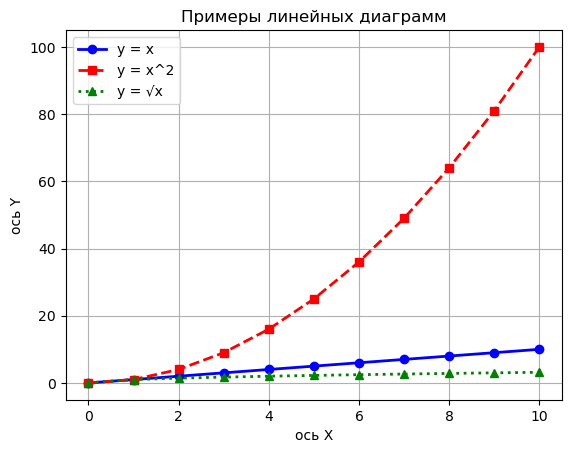 Примеры линейных диаграмм
y = x
y = x^2
y = √x
100
80
60
40
20
0
ось Y
0
2
4
6
8
10
ось X